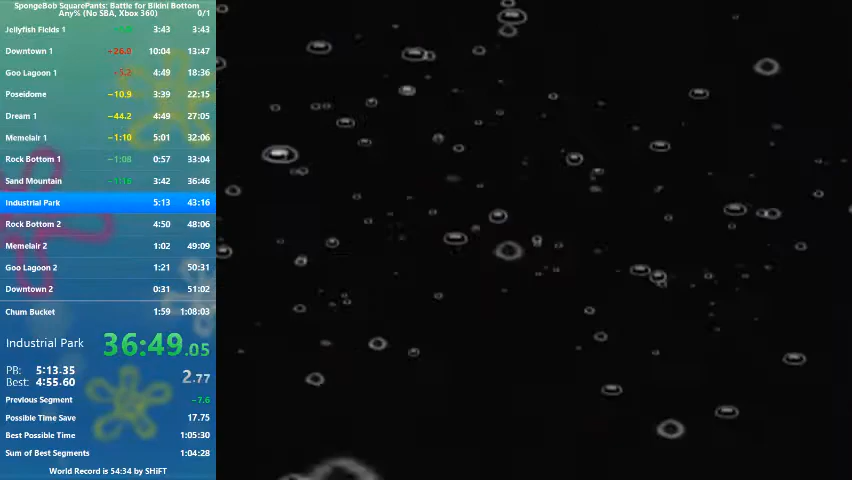 SpongeBob SquarePants: Battle for Bikini Bottom
Any% (No SBA, Xbox 360) 0/1
Jellyfish Fields 1 3:43 3:43
Downtown 1 -26.0 10:04 13:47
Goo Lagoon 1 -5.2 4:49 18:36
Poseidome -10.9 3:39 22:15
Dream 1 -44.2 4:49 27:05
Memelair 1 -1:10 5:01 32:06
Rock Bottom 1 -1:08 0:57 33:04
Sand Mountain -1:16 3:42 36:46
Industrial Park 5:13 43:16
Rock Bottom 2 4:50 48:06
Memelair 2 1:02 49:09
Goo Lagoon 2 1:21 50:31
Downtown 2 0:31 51:02
Chum Bucket 1:59 1:08:03
Industrial Park 36:49.05
PB: 5:13.35
Best: 4:55.60 2.77
Previous Segment -7.6
Possible Time Save 17.75
Best Possible Time 1:05:30
Sum of Best Segments 1:04:28
World Record is 54:34 by SHiFT